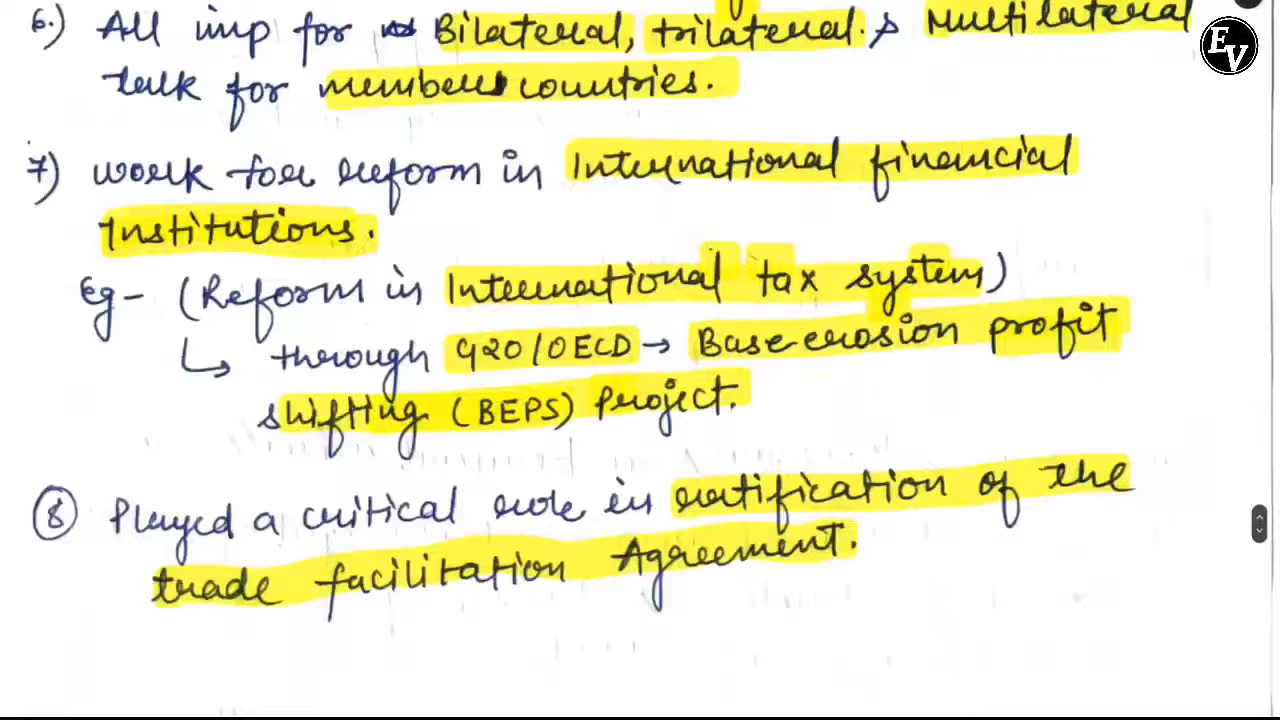 6.) All imp for Bilateral, trilateral & Multilateral
talk for member countries.
7) work for reform in International financial
Institutions.
Eg- (Reform in International tax system)
↳ through G20/OECD → Base erosion profit
shifting (BEPS) Project.
⑧ Played a critical role in ratification of the
trade facilitation Agreement.
EV